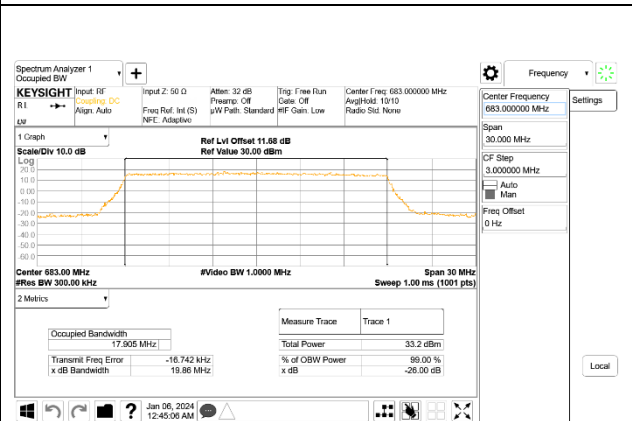 Spectrum Analyzer 1
Occupied BW
Frequency
KEYSIGHT
Input: RF
Coupling: DC
Align: Auto
Input Z: 50 Ω
Freq Ref: Int (S)
NFE: Adaptive
Atten: 32 dB
Preamp: Off
µW Path: Standard
Trig: Free Run
Gate: Off
#IF Gain: Low
Center Freq: 683.000000 MHz
Avg|Hold: 10/10
Radio Std: None
Center Frequency
683.000000 MHz
Settings
Span
30.000 MHz
CF Step
3.000000 MHz
Auto
Man
Freq Offset
0 Hz
1 Graph
Scale/Div 10.0 dB
Ref Lvl Offset 11.68 dB
Ref Value 30.00 dBm
Log
20.0
10.0
0.00
-10.0
-20.0
-30.0
-40.0
-50.0
-60.0
Center 683.00 MHz
#Video BW 1.0000 MHz
Span 30 MHz
#Res BW 300.00 kHz
Sweep 1.00 ms (1001 pts)
2 Metrics
Measure Trace
Trace 1
Occupied Bandwidth
17.905 MHz
Total Power
33.2 dBm
Transmit Freq Error
-16.742 kHz
% of OBW Power
99.00 %
x dB Bandwidth
19.86 MHz
x dB
-26.00 dB
Local
Jan 06, 2024
12:45:06 AM